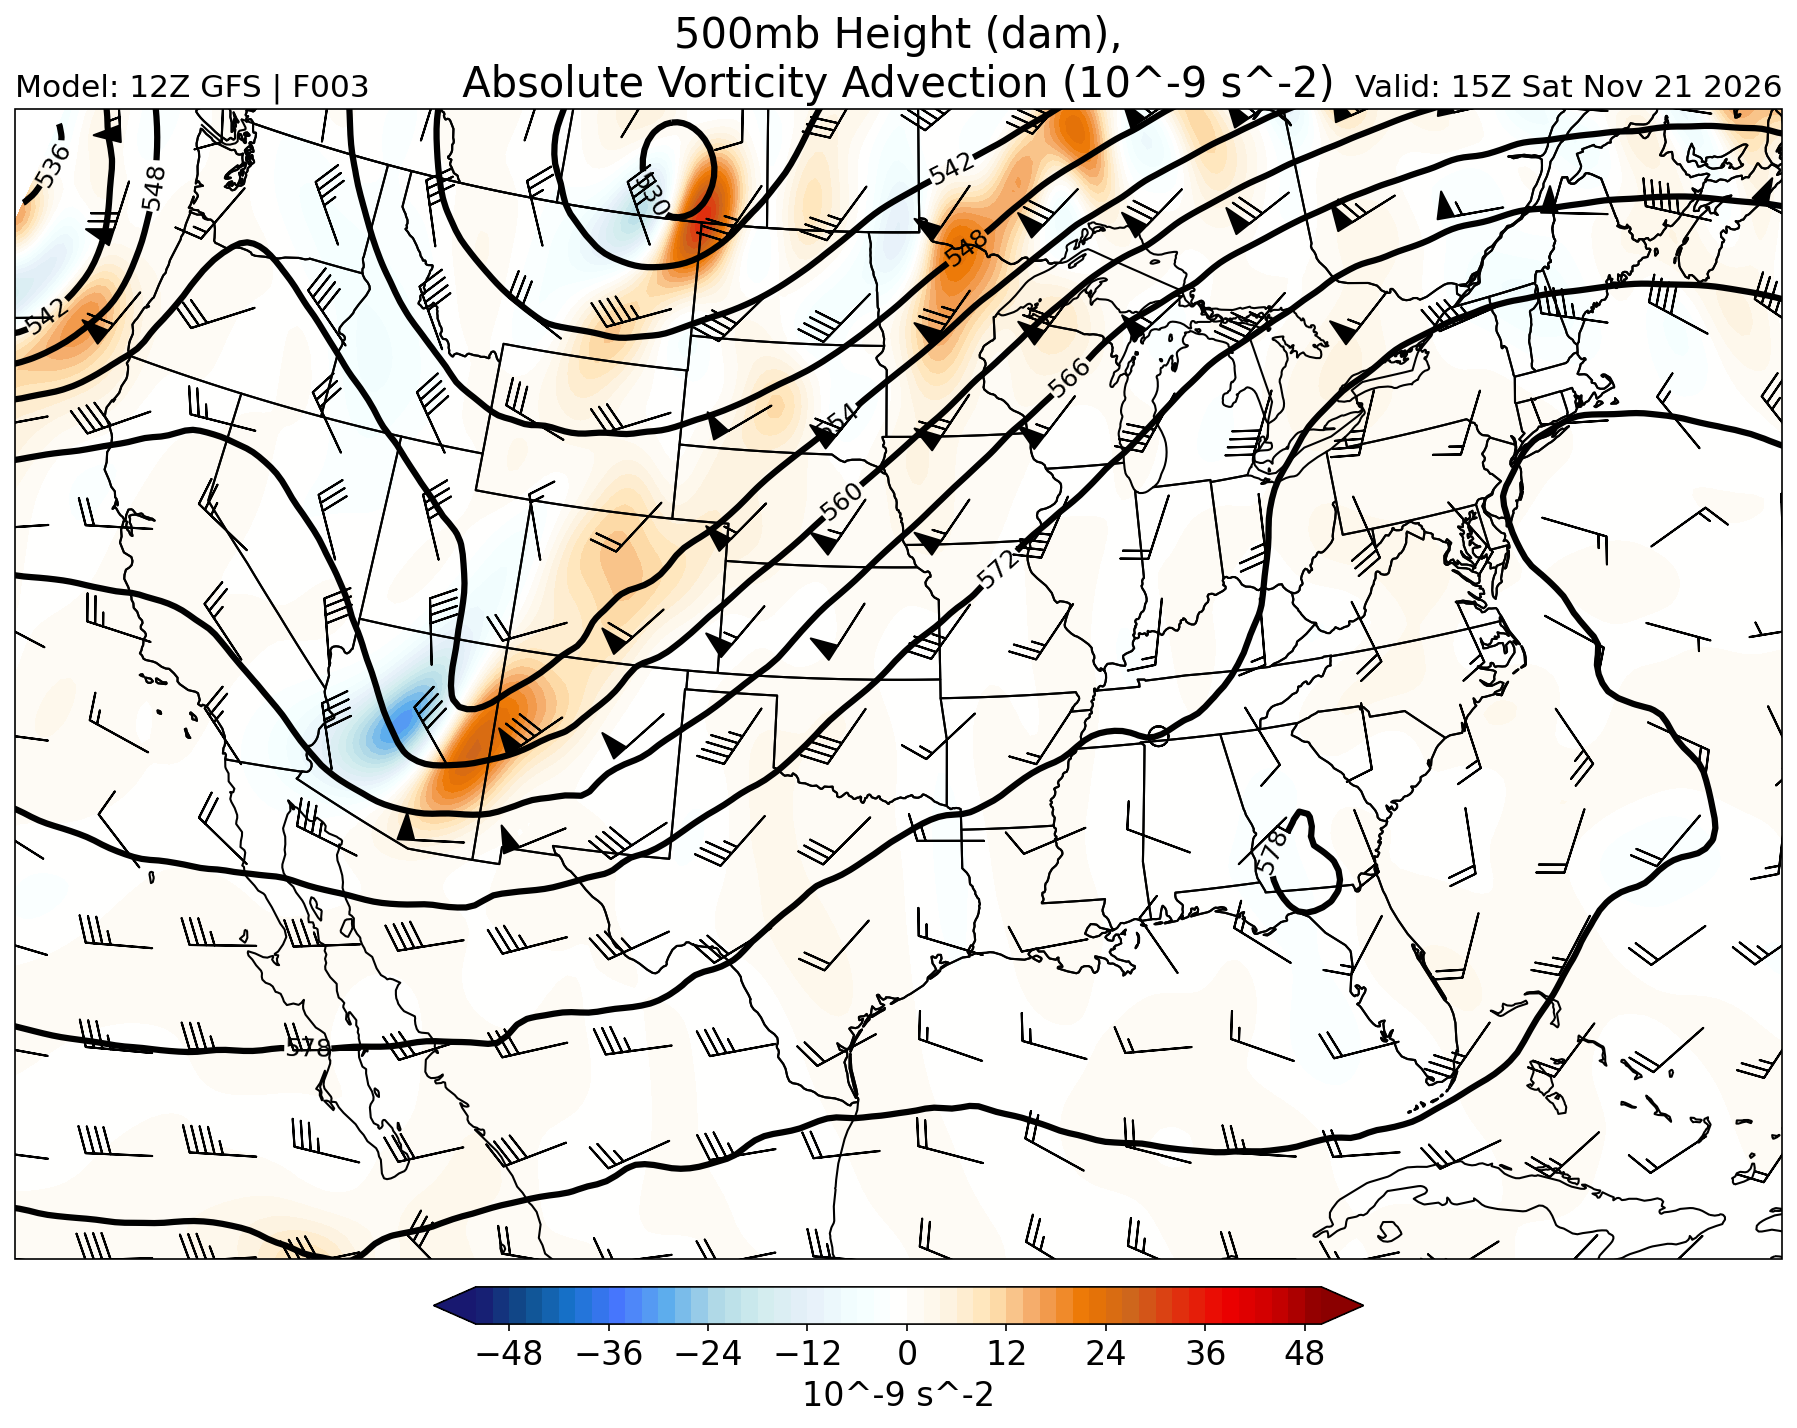 500mb Height (dam),
Model: 12Z GFS | F003
Absolute Vorticity Advection (10^-9 s^-2)
Valid: 15Z Sat Nov 21 2026
536
548
530
542
548
542
566
554
560
572
578
578
−48 −36 −24 −12 0 12 24 36 48
10^-9 s^-2